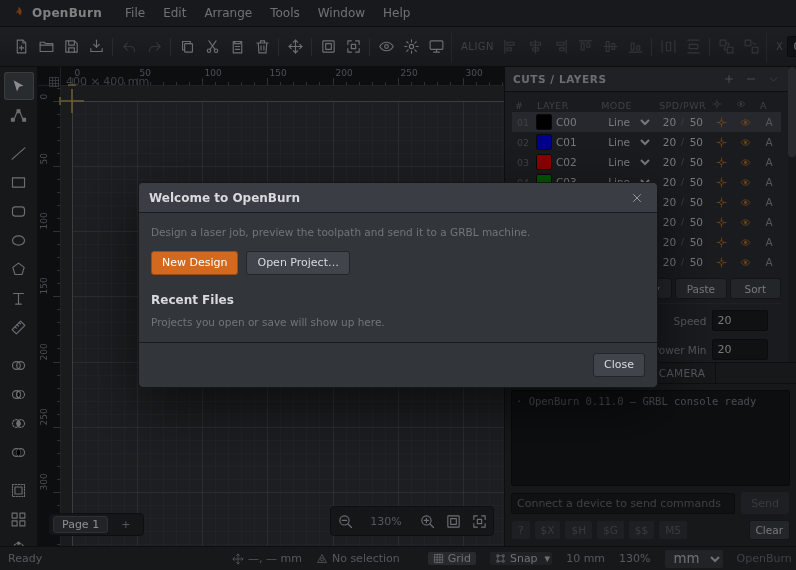 OpenBurn File Edit Arrange Tools Window Help
ALIGN X
400 × 400 mm
0 50 100 150 200 250 300
0
50
100
150
200
250
300
CUTS / LAYERS
# LAYER MODE SPD/PWR A
01 C00 Line 20 / 50 A
02 C01 Line 20 / 50 A
03 C02 Line 20 / 50 A
C03 Line 20 / 50 A
20 / 50 A
20 / 50 A
20 / 50 A
20 / 50 A
Paste Sort
Speed 20
Power Min 20
CAMERA
· OpenBurn 0.11.0 — GRBL console ready
Connect a device to send commands Send
? $X $H $G $$ M5 Clear
Welcome to OpenBurn
Design a laser job, preview the toolpath and send it to a GRBL machine.
New Design Open Project...
Recent Files
Projects you open or save will show up here.
Close
Page 1 +
130%
Ready —, — mm No selection Grid Snap 10 mm 130% mm OpenBurn